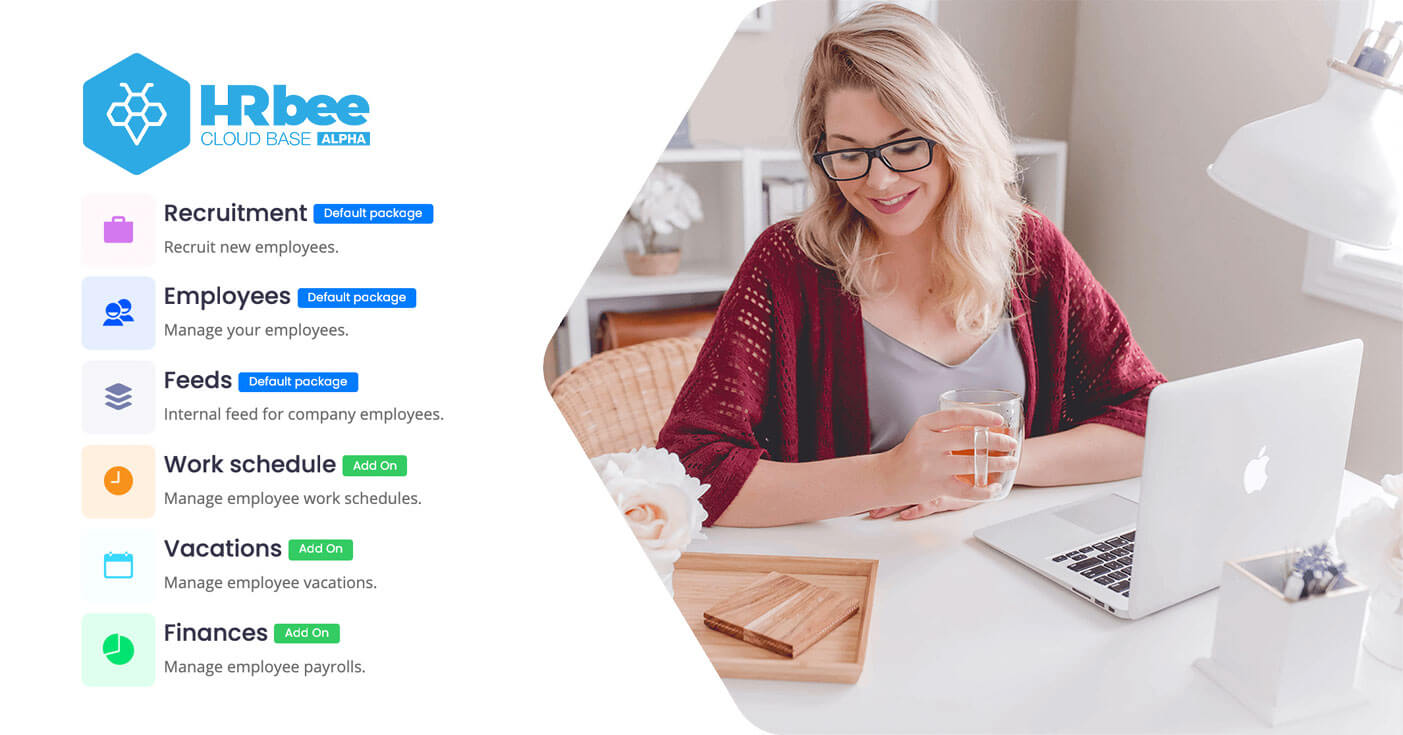 HRbee
CLOUD BASE ALPHA
Recruitment Default package
Recruit new employees.
Employees Default package
Manage your employees.
Feeds Default package
Internal feed for company employees.
Work schedule Add On
Manage employee work schedules.
Vacations Add On
Manage employee vacations.
Finances Add On
Manage employee payrolls.